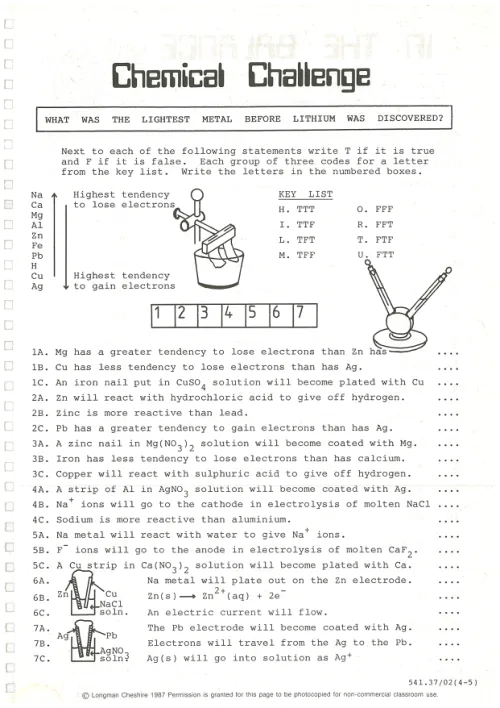 Chemical Challenge
WHAT WAS THE LIGHTEST METAL BEFORE LITHIUM WAS DISCOVERED?
Next to each of the following statements write T if it is true
and F if it is false. Each group of three codes for a letter
from the key list. Write the letters in the numbered boxes.
Na
Ca
Mg
Al
Zn
Fe
Pb
H
Cu
Ag
Highest tendency
to lose electrons
Highest tendency
to gain electrons
KEY LIST
H. TTT O. FFF
I. TTF R. FFT
L. TFT T. FTF
M. TFF U. FTT
1 2 3 4 5 6 7
1A. Mg has a greater tendency to lose electrons than Zn has ....
1B. Cu has less tendency to lose electrons than has Ag. ....
1C. An iron nail put in CuSO4 solution will become plated with Cu ....
2A. Zn will react with hydrochloric acid to give off hydrogen. ....
2B. Zinc is more reactive than lead. ....
2C. Pb has a greater tendency to gain electrons than has Ag. ....
3A. A zinc nail in Mg(NO3)2 solution will become coated with Mg. ....
3B. Iron has less tendency to lose electrons than has calcium. ....
3C. Copper will react with sulphuric acid to give off hydrogen. ....
4A. A strip of Al in AgNO3 solution will become coated with Ag. ....
4B. Na+ ions will go to the cathode in electrolysis of molten NaCl ....
4C. Sodium is more reactive than aluminium. ....
5A. Na metal will react with water to give Na+ ions. ....
5B. F- ions will go to the anode in electrolysis of molten CaF2. ....
5C. A Cu strip in Ca(NO3)2 solution will become plated with Ca. ....
6A. Na metal will plate out on the Zn electrode. ....
6B. Zn Cu NaCl soln. Zn(s) → Zn2+(aq) + 2e- ....
6C. An electric current will flow. ....
7A. The Pb electrode will become coated with Ag. ....
7B. Ag Pb AgNO3 soln. Electrons will travel from the Ag to the Pb. ....
7C. Ag(s) will go into solution as Ag+ ....
541.37/02(4-5)
© Longman Cheshire 1987 Permission is granted for this page to be photocopied for non-commercial classroom use.